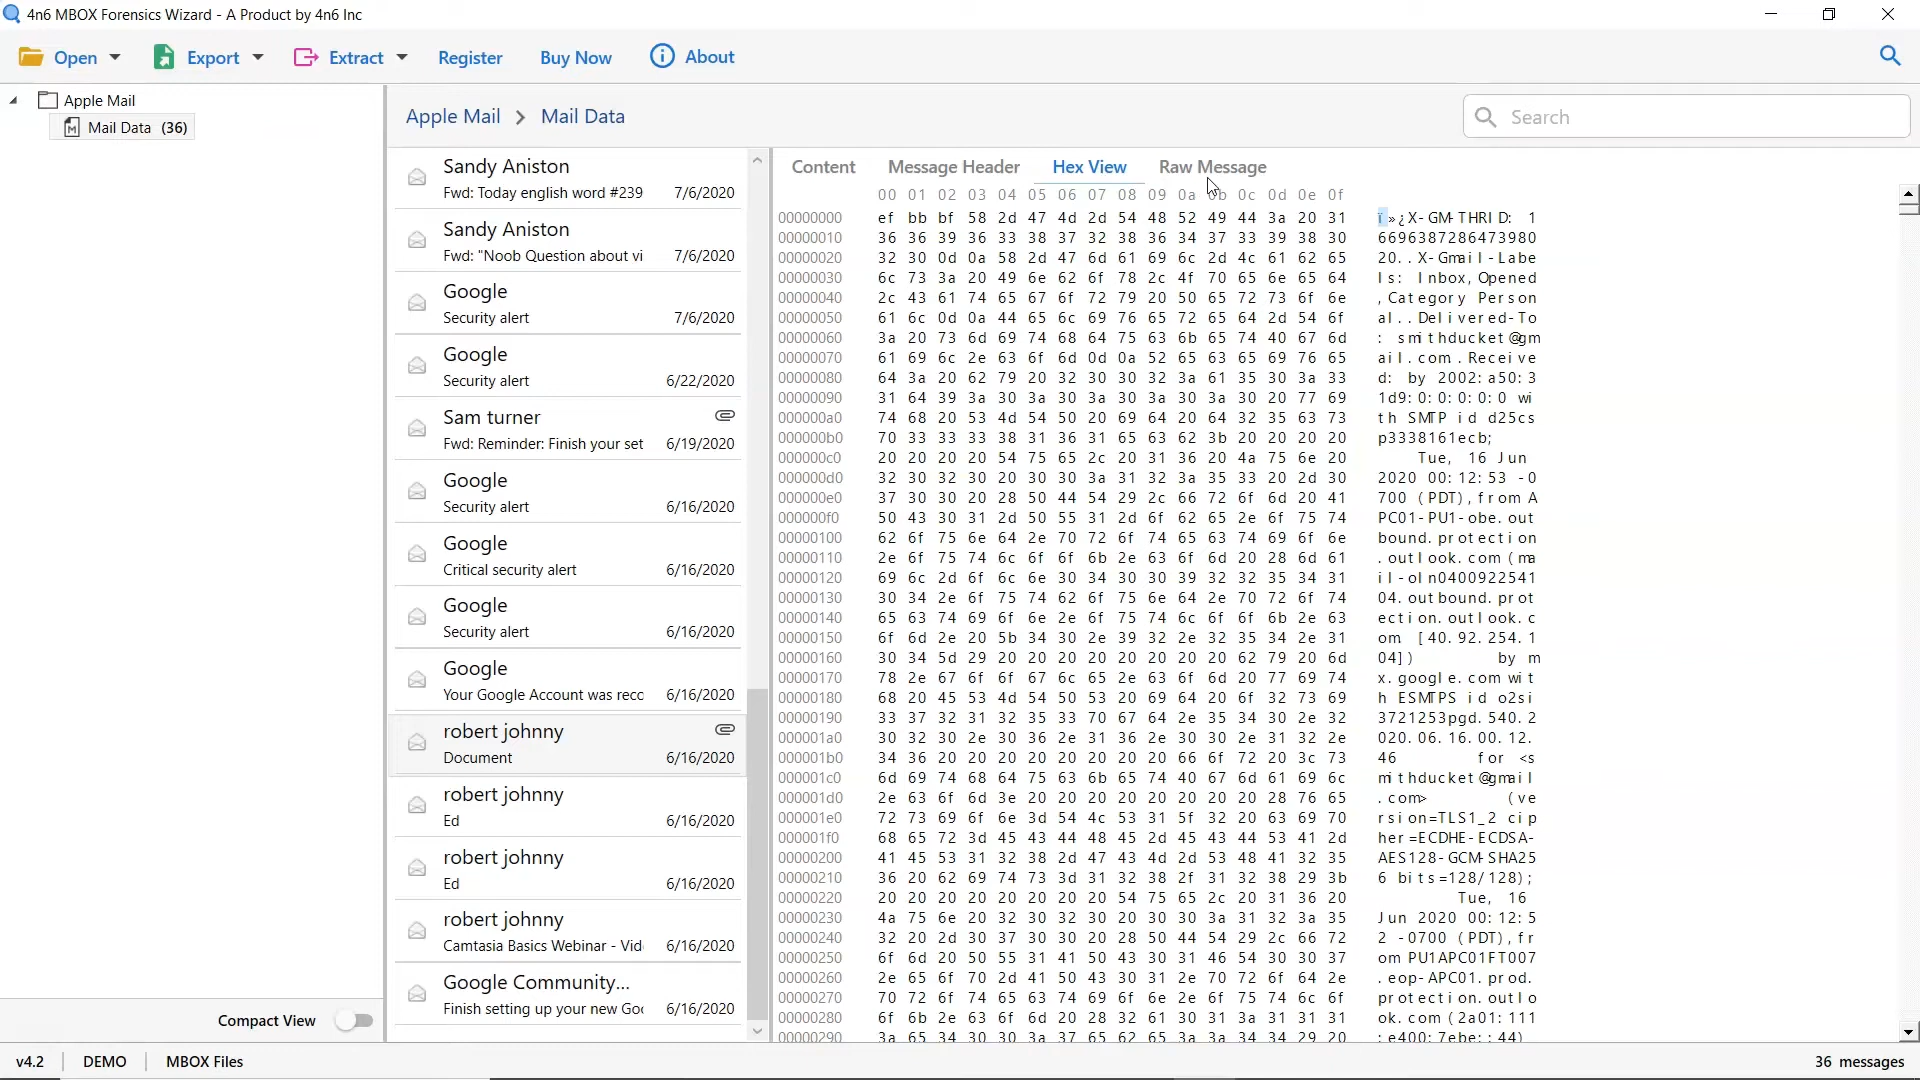 4n6 MBOX Forensics Wizard - A Product by 4n6 Inc
Open Export Extract Register Buy Now About
Apple Mail
Mail Data (36)
Apple Mail > Mail Data
Search
Sandy Aniston
Fwd: Today english word #239 7/6/2020
Sandy Aniston
Fwd: "Noob Question about vi 7/6/2020
Google
Security alert 7/6/2020
Google
Security alert 6/22/2020
Sam turner
Fwd: Reminder: Finish your set 6/19/2020
Google
Security alert 6/16/2020
Google
Critical security alert 6/16/2020
Google
Security alert 6/16/2020
Google
Your Google Account was recc 6/16/2020
robert johnny
Document 6/16/2020
robert johnny
Ed 6/16/2020
robert johnny
Ed 6/16/2020
robert johnny
Camtasia Basics Webinar - Vid 6/16/2020
Google Community...
Finish setting up your new Goc 6/16/2020
Content Message Header Hex View Raw Message
00 01 02 03 04 05 06 07 08 09 0a 0b 0c 0d 0e 0f
00000000 ef bb bf 58 2d 47 4d 2d 54 48 52 49 44 3a 20 31 ï»¿X-GM-THRID: 1
00000010 36 36 39 36 33 38 37 32 38 36 34 37 33 39 38 30 6696387286473980
00000020 32 30 0d 0a 58 2d 47 6d 61 69 6c 2d 4c 61 62 65 20..X-Gmail-Labe
00000030 6c 73 3a 20 49 6e 62 6f 78 2c 4f 70 65 6e 65 64 ls: Inbox,Opened
00000040 2c 43 61 74 65 67 6f 72 79 20 50 65 72 73 6f 6e ,Category Person
00000050 61 6c 0d 0a 44 65 6c 69 76 65 72 65 64 2d 54 6f al..Delivered-To
00000060 3a 20 73 6d 69 74 68 64 75 63 6b 65 74 40 67 6d : smithducket@gm
00000070 61 69 6c 2e 63 6f 6d 0d 0a 52 65 63 65 69 76 65 ail.com.Receive
00000080 64 3a 20 62 79 20 32 30 30 32 3a 61 35 30 3a 33 d: by 2002:a50:3
00000090 31 64 39 3a 30 3a 30 3a 30 3a 30 3a 30 20 77 69 1d9:0:0:0:0:0 wi
000000a0 74 68 20 53 4d 54 50 20 69 64 20 64 32 35 63 73 th SMTP id d25cs
000000b0 70 33 33 33 38 31 36 31 65 63 62 3b 20 20 20 20 p3338161ecb;
000000c0 20 20 20 20 54 75 65 2c 20 31 36 20 4a 75 6e 20 Tue, 16 Jun
000000d0 32 30 32 30 20 30 30 3a 31 32 3a 35 33 20 2d 30 2020 00:12:53 -0
000000e0 37 30 30 20 28 50 44 54 29 2c 66 72 6f 6d 20 41 700 (PDT),from A
000000f0 50 43 30 31 2d 50 55 31 2d 6f 62 65 2e 6f 75 74 PC01-PU1-obe.out
00000100 62 6f 75 6e 64 2e 70 72 6f 74 65 63 74 69 6f 6e bound.protection
00000110 2e 6f 75 74 6c 6f 6f 6b 2e 63 6f 6d 20 28 6d 61 .outlook.com (ma
00000120 69 6c 2d 6f 6c 6e 30 34 30 30 39 32 32 35 34 31 il-oln0400922541
00000130 30 34 2e 6f 75 74 62 6f 75 6e 64 2e 70 72 6f 74 04.outbound.prot
00000140 65 63 74 69 6f 6e 2e 6f 75 74 6c 6f 6f 6b 2e 63 ection.outlook.c
00000150 6f 6d 2e 20 5b 34 30 2e 39 32 2e 32 35 34 2e 31 om [40.92.254.1
00000160 30 34 5d 29 20 20 20 20 20 20 20 20 20 62 79 20 6d 04]) by m
00000170 78 2e 67 6f 6f 67 6c 65 2e 63 6f 6d 20 77 69 74 x.google.com wit
00000180 68 20 45 53 4d 54 50 53 20 69 64 20 6f 32 73 69 h ESMTPS id o2si
00000190 33 37 32 31 32 35 33 70 67 64 2e 35 34 30 2e 32 3721253pgd.540.2
000001a0 30 32 30 2e 30 36 2e 31 36 2e 30 30 2e 31 32 2e 020.06.16.00.12.
000001b0 34 36 20 20 20 20 20 20 20 20 66 6f 72 20 3c 73 46 for <s
000001c0 6d 69 74 68 64 75 63 6b 65 74 40 67 6d 61 69 6c mithducket@gmail
000001d0 2e 63 6f 6d 3e 20 20 20 20 20 20 20 20 28 76 65 .com> (ve
000001e0 72 73 69 6f 6e 3d 54 4c 53 31 5f 32 20 63 69 70 rsion=TLS1_2 cip
000001f0 68 65 72 3d 45 43 44 48 45 2d 45 43 44 53 41 2d her=ECDHE-ECDSA-
00000200 41 45 53 31 32 38 2d 47 43 4d 2d 53 48 41 32 35 AES128-GCM-SHA25
00000210 36 20 62 69 74 73 3d 31 32 38 2f 31 32 38 29 3b 6 bits=128/128);
00000220 20 20 20 20 20 20 20 20 54 75 65 2c 20 31 36 20 Tue, 16
00000230 4a 75 6e 20 32 30 32 30 20 30 30 3a 31 32 3a 35 Jun 2020 00:12:5
00000240 32 20 2d 30 37 30 30 20 28 50 44 54 29 2c 66 72 2 -0700 (PDT),fr
00000250 6f 6d 20 50 55 31 41 50 43 30 31 46 54 30 30 37 om PU1APC01FT007
00000260 2e 65 6f 70 2d 41 50 43 30 31 2e 70 72 6f 64 2e .eop-APC01.prod.
00000270 70 72 6f 74 65 63 74 69 6f 6e 2e 6f 75 74 6c 6f protection.outlo
00000280 6f 6b 2e 63 6f 6d 20 28 32 61 30 31 3a 31 31 31 ok.com (2a01:111
00000290 3a 65 34 30 30 3a 37 65 62 65 3a 3a 34 34 29 20 :e400:7ebe::44)
Compact View
v4.2 DEMO MBOX Files 36 messages